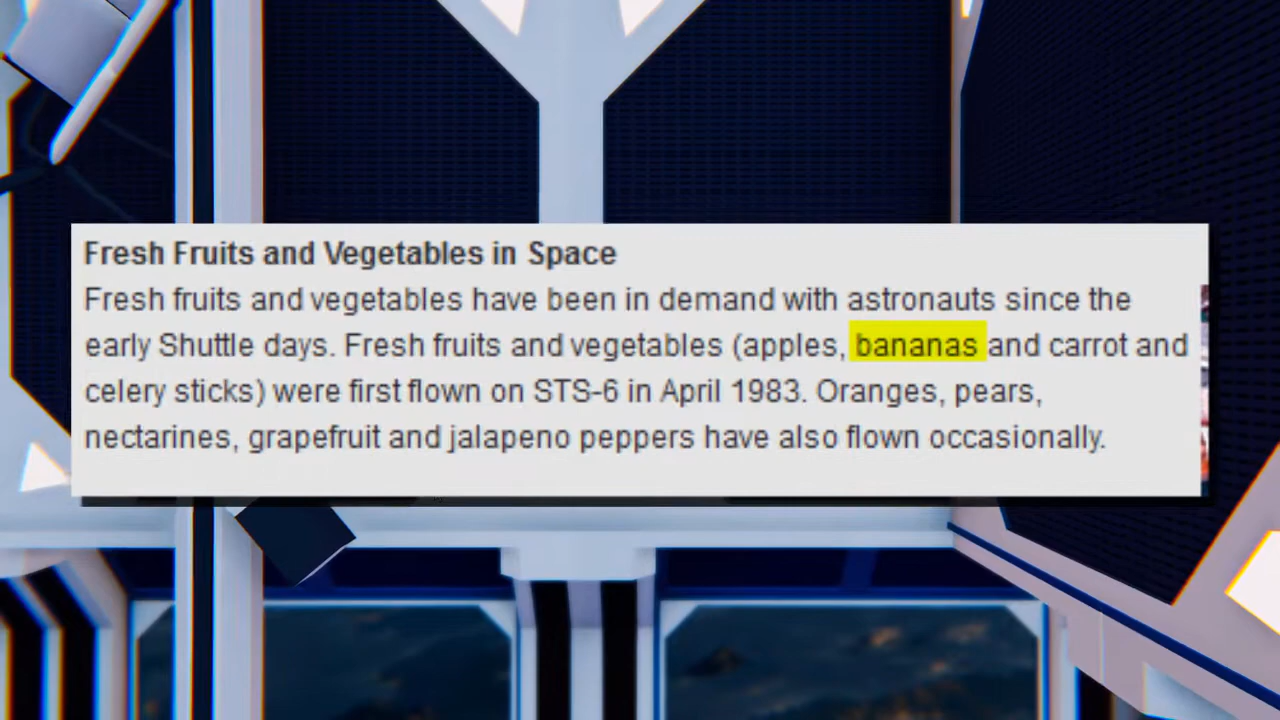 Fresh Fruits and Vegetables in Space
Fresh fruits and vegetables have been in demand with astronauts since the
early Shuttle days. Fresh fruits and vegetables (apples, bananas and carrot and
celery sticks) were first flown on STS-6 in April 1983. Oranges, pears,
nectarines, grapefruit and jalapeno peppers have also flown occasionally.